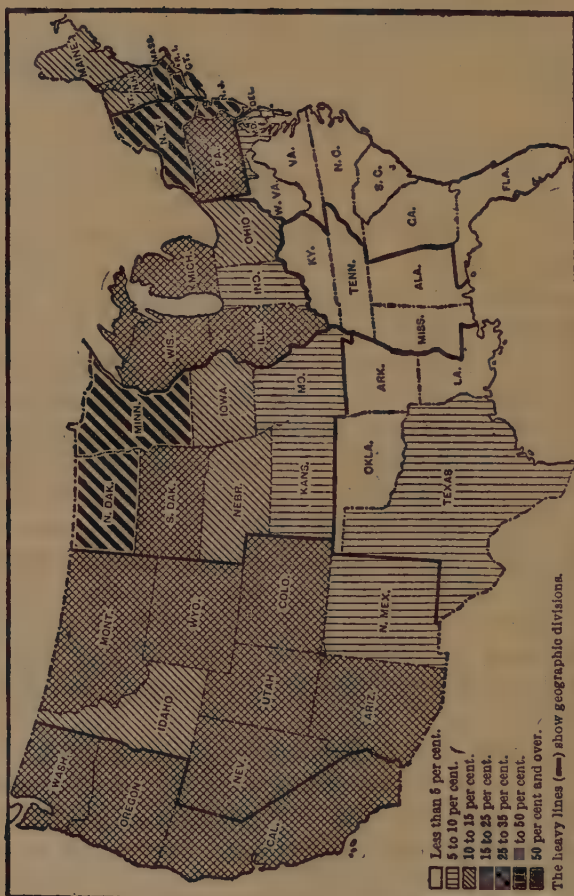 WASH.
OREGON
CAL.
NEV.
IDAHO
MONT.
WYO.
UTAH
COLO.
ARIZ.
N. MEX.
N. DAK.
S. DAK.
NEBR.
KANS.
OKLA.
TEXAS
MINN.
IOWA
MO.
ARK.
LA.
WIS.
ILL.
MICH.
IND.
OHIO
KY.
TENN.
MISS.
ALA.
GA.
FLA.
S. C.
N. C.
VA.
W. VA.
PA.
N. Y.
N. J.
DEL.
MD.
CT.
R. I.
MASS.
VT.
N. H.
MAINE
Less than 5 per cent.
5 to 10 per cent.
10 to 15 per cent.
15 to 25 per cent.
25 to 35 per cent.
to 50 per cent.
50 per cent and over.
The heavy lines (▬) show geographic divisions.